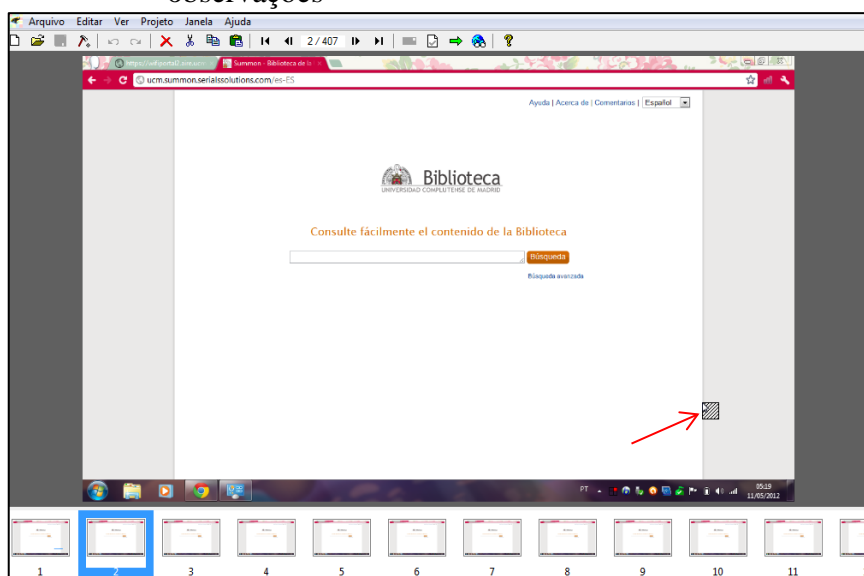 observações
Arquivo Editar Ver Projeto Janela Ajuda
2 / 407
Summon - Biblioteca de la
ucm.summon.serialssolutions.com/es-ES
Ayuda | Acerca de | Comentarios | Español
Biblioteca
UNIVERSIDAD COMPLUTENSE DE MADRID
Consulte fácilmente el contenido de la Biblioteca
Búsqueda
Búsqueda avanzada
PT
05:19
11/05/2012
1 2 3 4 5 6 7 8 9 10 11